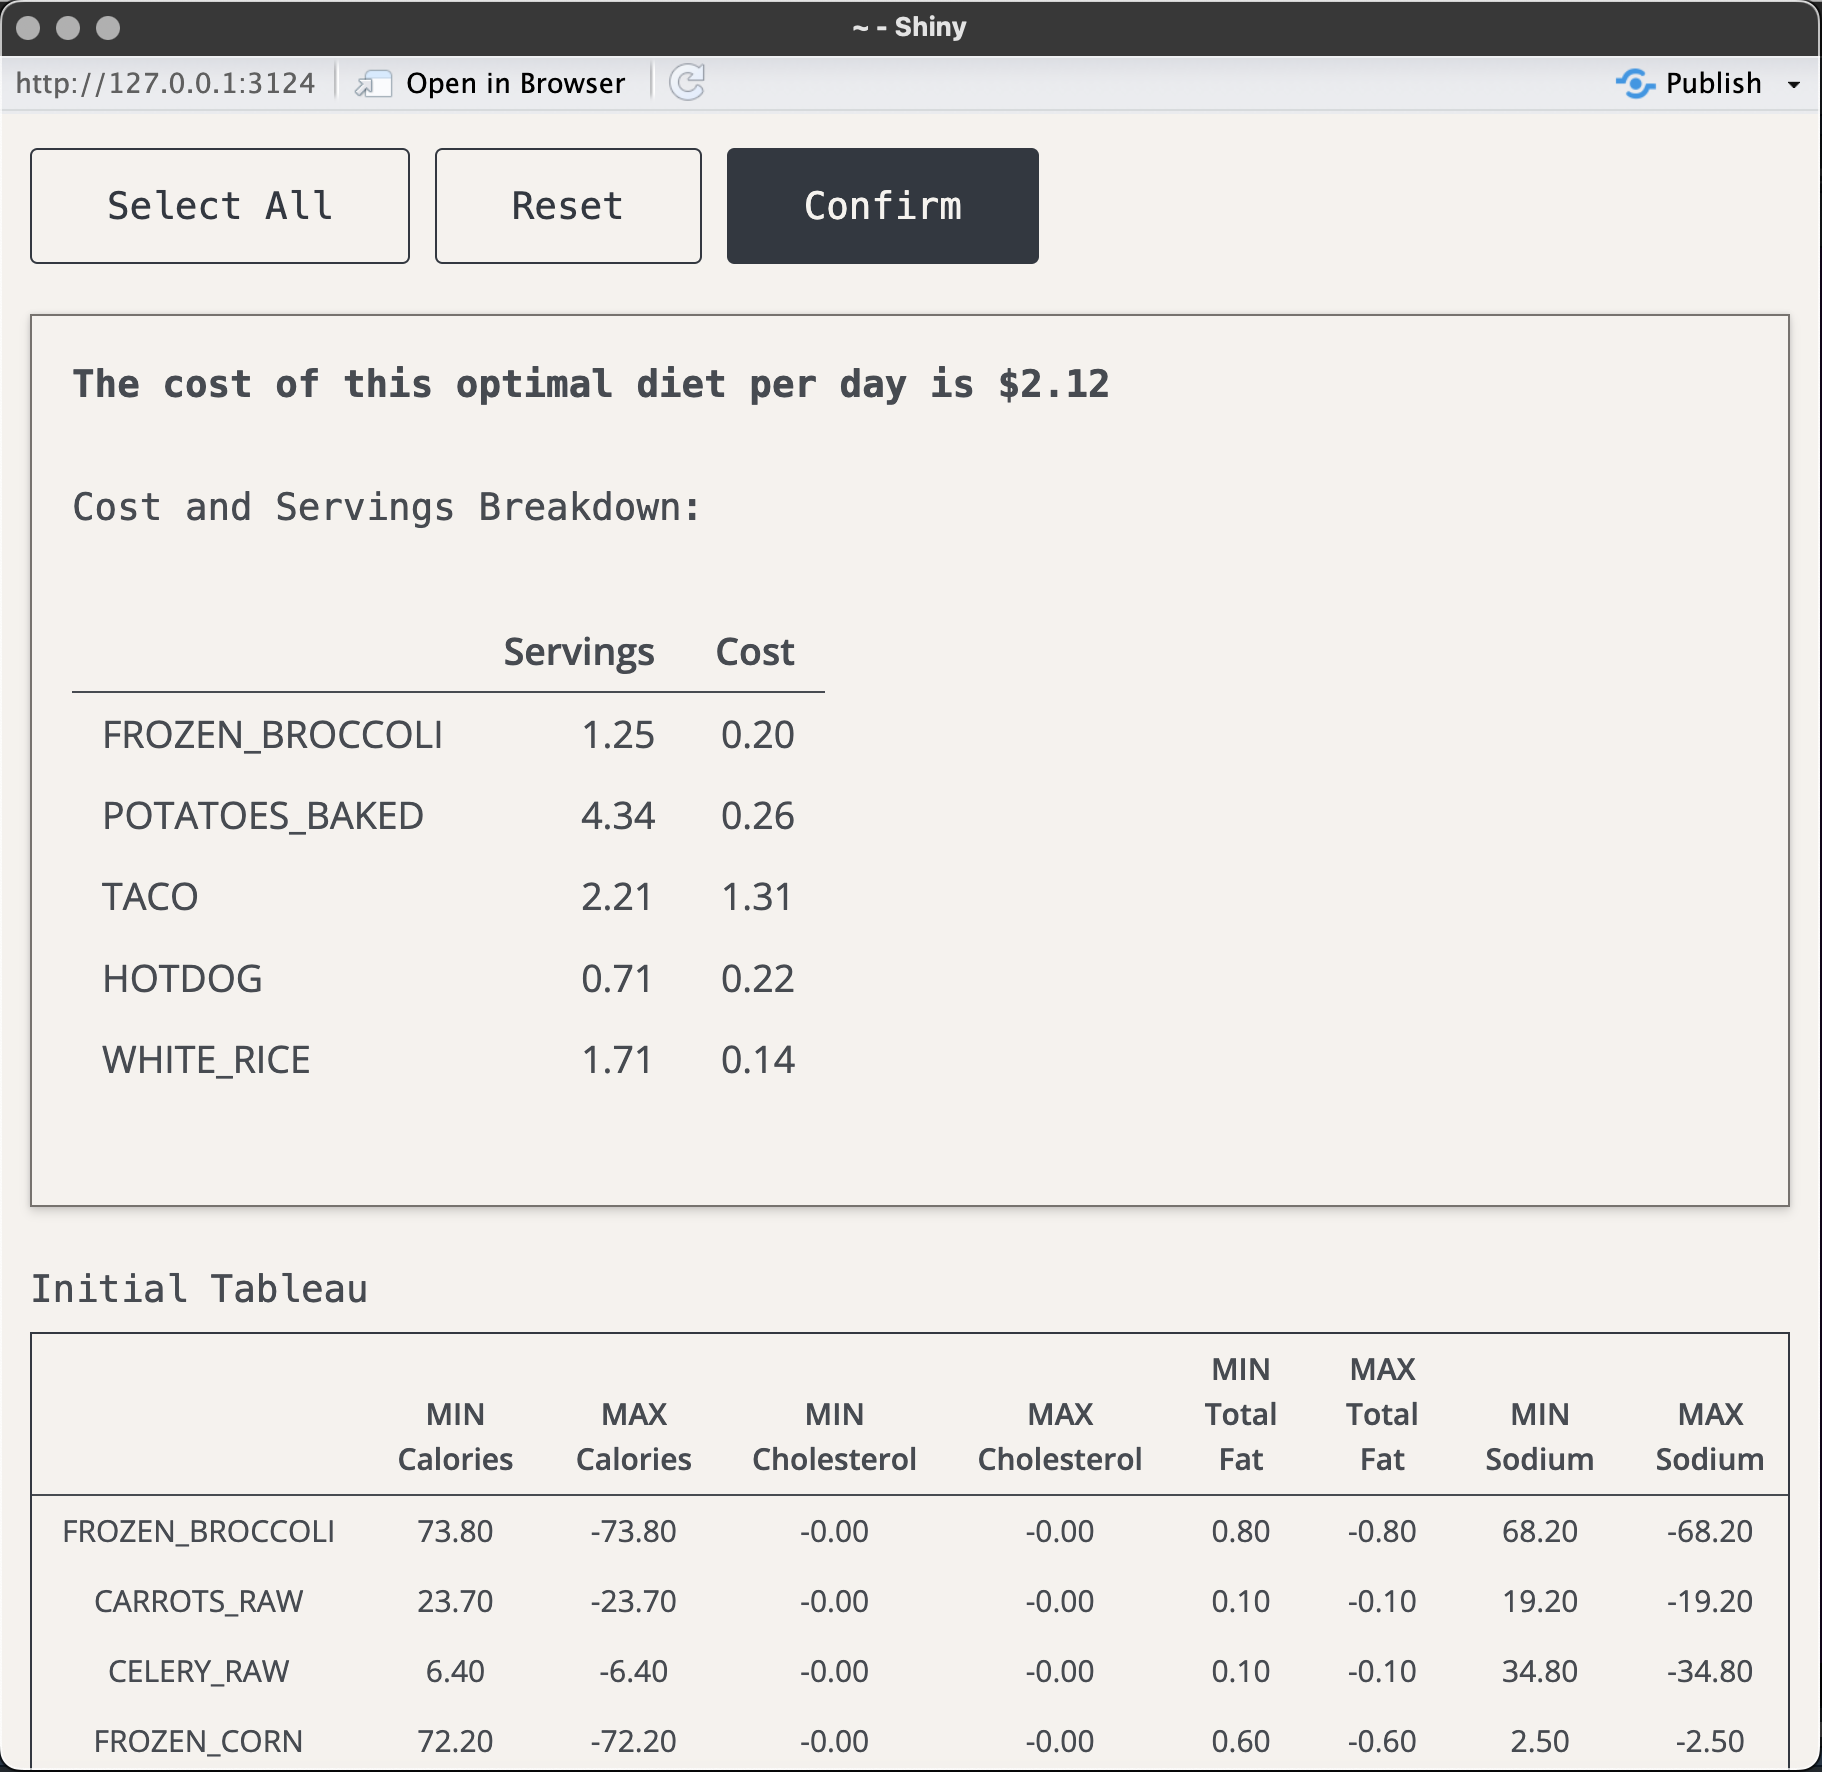 ~ - Shiny
http://127.0.0.1:3124 Open in Browser Publish
Select All Reset Confirm
The cost of this optimal diet per day is $2.12
Cost and Servings Breakdown:
Servings Cost
FROZEN_BROCCOLI 1.25 0.20
POTATOES_BAKED 4.34 0.26
TACO 2.21 1.31
HOTDOG 0.71 0.22
WHITE_RICE 1.71 0.14
Initial Tableau
MIN MAX
MIN MAX MIN MAX Total Total MIN MAX
Calories Calories Cholesterol Cholesterol Fat Fat Sodium Sodium
FROZEN_BROCCOLI 73.80 -73.80 -0.00 -0.00 0.80 -0.80 68.20 -68.20
CARROTS_RAW 23.70 -23.70 -0.00 -0.00 0.10 -0.10 19.20 -19.20
CELERY_RAW 6.40 -6.40 -0.00 -0.00 0.10 -0.10 34.80 -34.80
FROZEN_CORN 72.20 -72.20 -0.00 -0.00 0.60 -0.60 2.50 -2.50